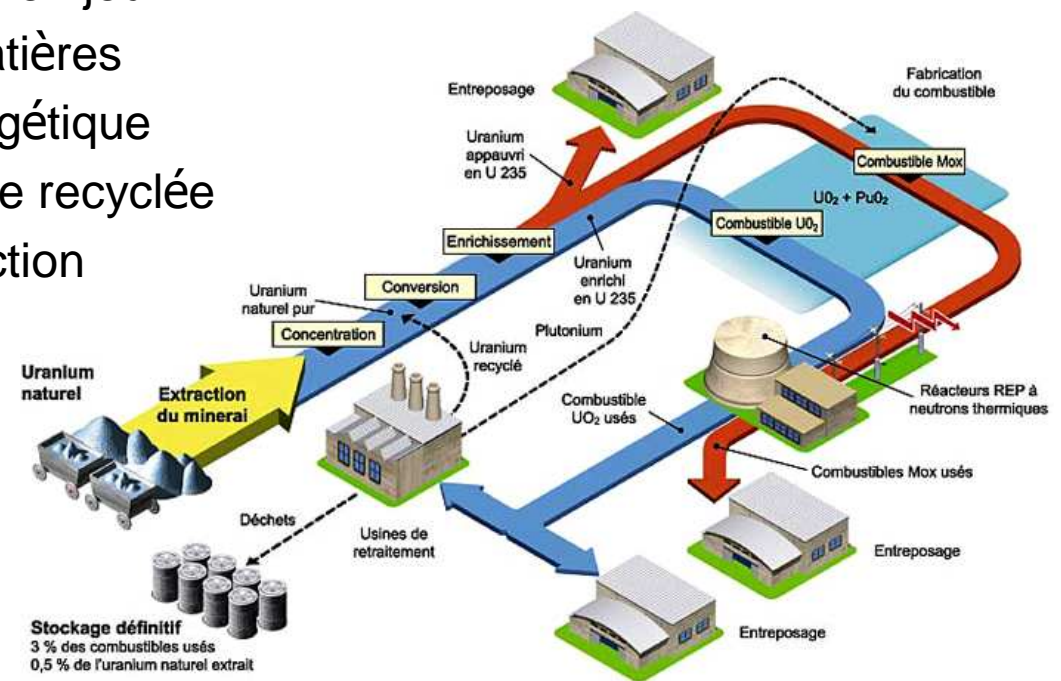 atières
gétique
e recyclée
ction
Entreposage
Fabrication
du combustible
Uranium
appauvri
en U 235
Combustible Mox
U0₂ + Pu0₂
Combustible U0₂
Enrichissement
Uranium
enrichi
en U 235
Conversion
Uranium
naturel pur
Concentration
Plutonium
Uranium
recyclé
Uranium
naturel
Extraction
du minerai
Réacteurs REP à
neutrons thermiques
Combustible
UO₂ usés
Combustibles Mox usés
Déchets
Usines de
retraitement
Entreposage
Entreposage
Stockage définitif
3 % des combustibles usés
0,5 % de l'uranium naturel extrait